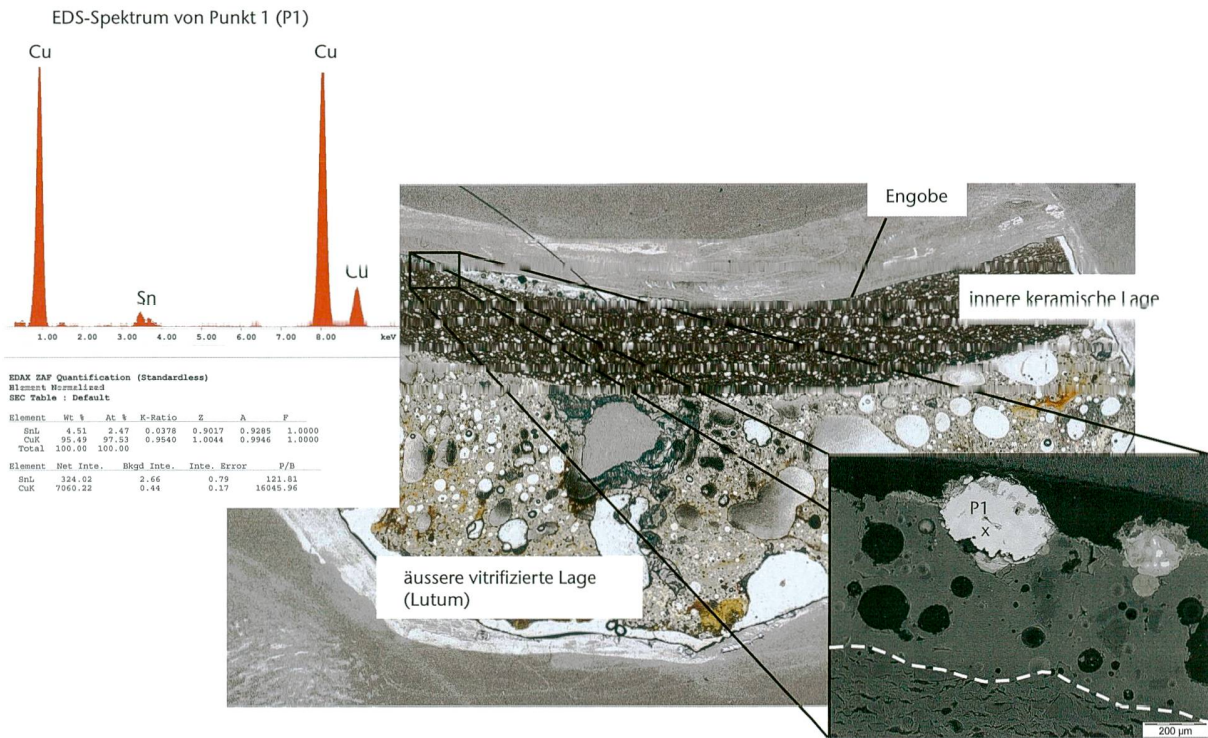 EDS-Spektrum von Punkt 1 (P1)
Cu
Cu
Cu
Sn
1.00 2.00 3.00 4.00 5.00 6.00 7.00 8.00 keV
EDAX ZAF Quantification (Standardless)
Element Normalized
SEC Table : Default
Element Wt % At % K-Ratio Z A F
SnL 4.51 2.47 0.0378 0.9017 0.9285 1.0000
CuK 95.49 97.53 0.9540 1.0044 0.9946 1.0000
Total 100.00 100.00
Element Net Inte. Bkgd Inte. Inte. Error P/B
SnL 324.02 2.66 0.79 121.81
CuK 7060.22 0.44 0.17 16045.96
Engobe
innere keramische Lage
äussere vitrifizierte Lage
(Lutum)
P1
x
200 µm